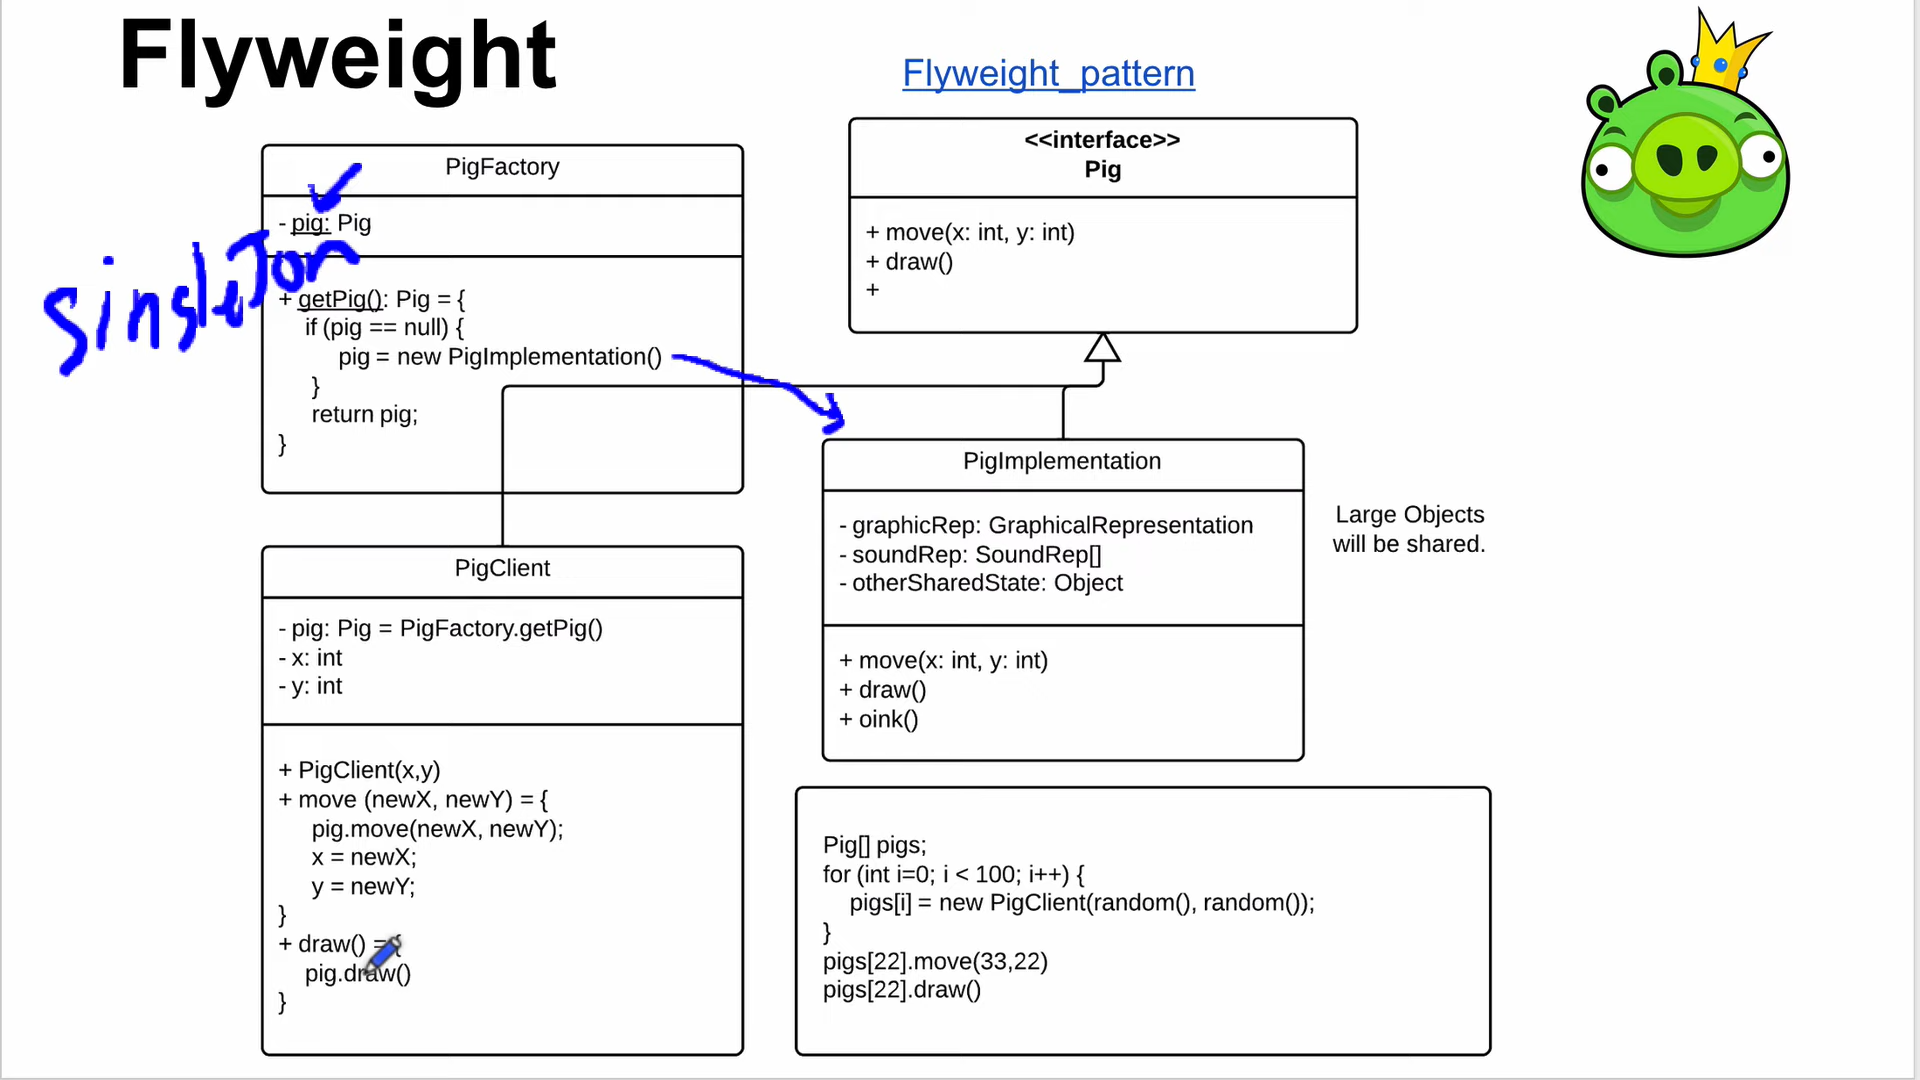 Flyweight
Flyweight_pattern
PigFactory
- pig: Pig
singleton
+ getPig(): Pig = {
if (pig == null) {
pig = new PigImplementation()
}
return pig;
}
<<interface>>
Pig
+ move(x: int, y: int)
+ draw()
+
PigClient
- pig: Pig = PigFactory.getPig()
- x: int
- y: int
+ PigClient(x,y)
+ move (newX, newY) = {
pig.move(newX, newY);
x = newX;
y = newY;
}
+ draw() = {
pig.draw()
}
PigImplementation
- graphicRep: GraphicalRepresentation
- soundRep: SoundRep[]
- otherSharedState: Object
+ move(x: int, y: int)
+ draw()
+ oink()
Large Objects
will be shared.
Pig[] pigs;
for (int i=0; i < 100; i++) {
pigs[i] = new PigClient(random(), random());
}
pigs[22].move(33,22)
pigs[22].draw()